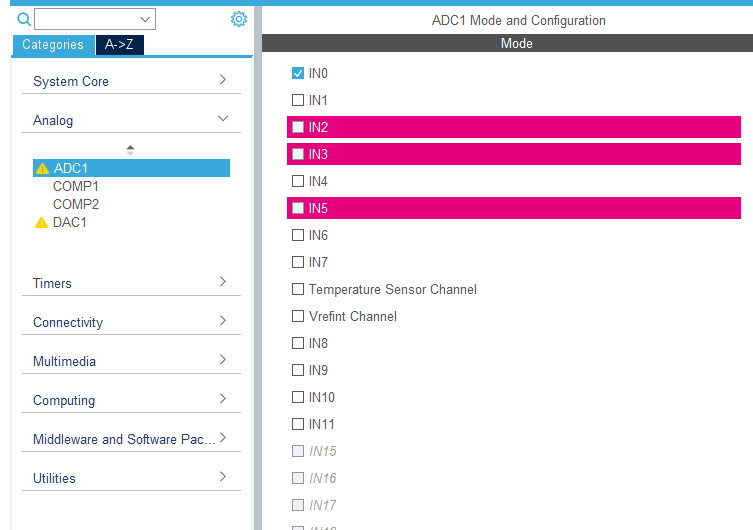 ADC1 Mode and Configuration
Categories
A->Z
Mode
System Core
Analog
ADC1
COMP1
COMP2
DAC1
Timers
Connectivity
Multimedia
Computing
Middleware and Software Pac...
Utilities
IN0
IN1
IN2
IN3
IN4
IN5
IN6
IN7
Temperature Sensor Channel
Vrefint Channel
IN8
IN9
IN10
IN11
IN15
IN16
IN17